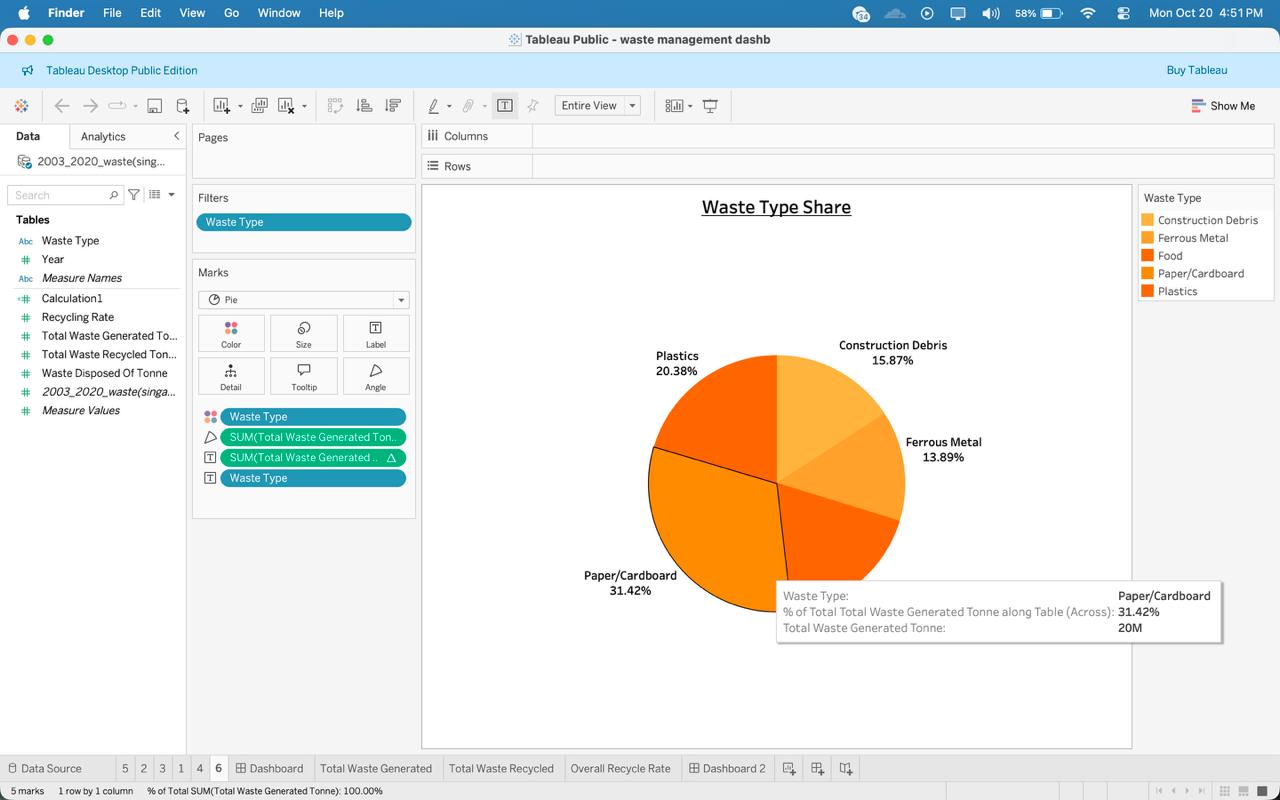 Finder File Edit View Go Window Help 34 58% Mon Oct 20 4:51 PM
Tableau Public - waste management dashb
Tableau Desktop Public Edition Buy Tableau
Entire View Show Me
Data Analytics
2003_2020_waste(sing...
Search
Tables
Abc Waste Type
# Year
Abc Measure Names
=# Calculation1
# Recycling Rate
# Total Waste Generated To...
# Total Waste Recycled Ton...
# Waste Disposed Of Tonne
# 2003_2020_waste(singa...
# Measure Values
Pages
Filters
Waste Type
Marks
Pie
Color Size Label
Detail Tooltip Angle
Waste Type
SUM(Total Waste Generated Ton..
SUM(Total Waste Generated ..
Waste Type
Columns
Rows
Waste Type Share
Construction Debris
15.87%
Plastics
20.38%
Ferrous Metal
13.89%
Paper/Cardboard
31.42%
Waste Type: Paper/Cardboard
% of Total Total Waste Generated Tonne along Table (Across): 31.42%
Total Waste Generated Tonne: 20M
Waste Type
Construction Debris
Ferrous Metal
Food
Paper/Cardboard
Plastics
Data Source 5 2 3 1 4 6 Dashboard Total Waste Generated Total Waste Recycled Overall Recycle Rate Dashboard 2
5 marks 1 row by 1 column % of Total SUM(Total Waste Generated Tonne): 100.00%